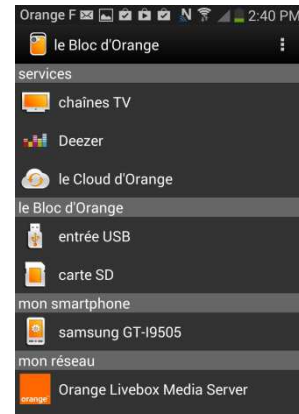 Orange F 2:40 PM
le Bloc d'Orange
services
chaînes TV
Deezer
le Cloud d'Orange
le Bloc d'Orange
entrée USB
carte SD
mon smartphone
samsung GT-I9505
mon réseau
orange
Orange Livebox Media Server